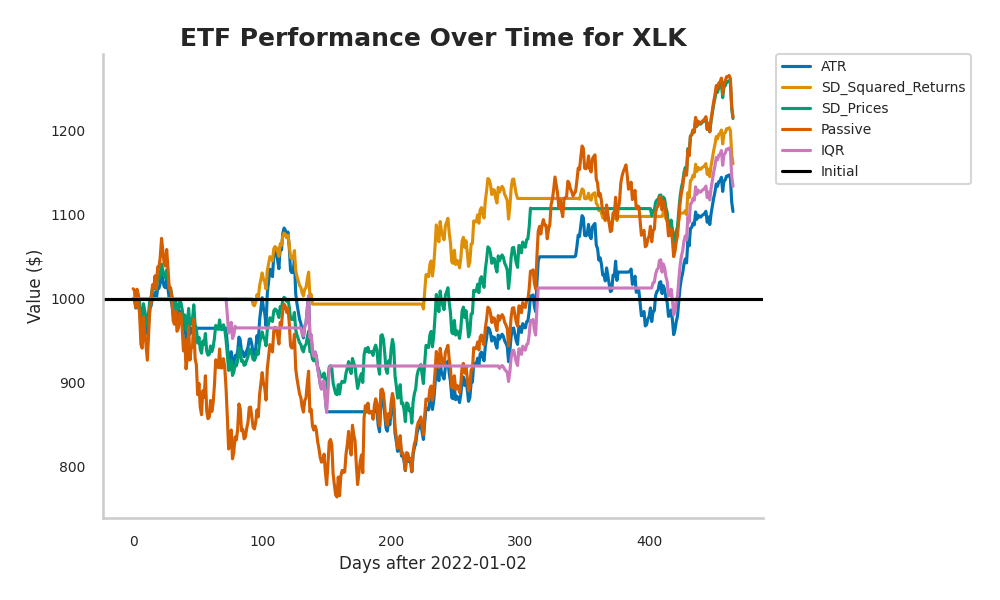 ETF Performance Over Time for XLK
ATR
SD_Squared_Returns
SD_Prices
Passive
IQR
Initial
1200
1100
1000
900
800
Value ($)
0 100 200 300 400
Days after 2022-01-02